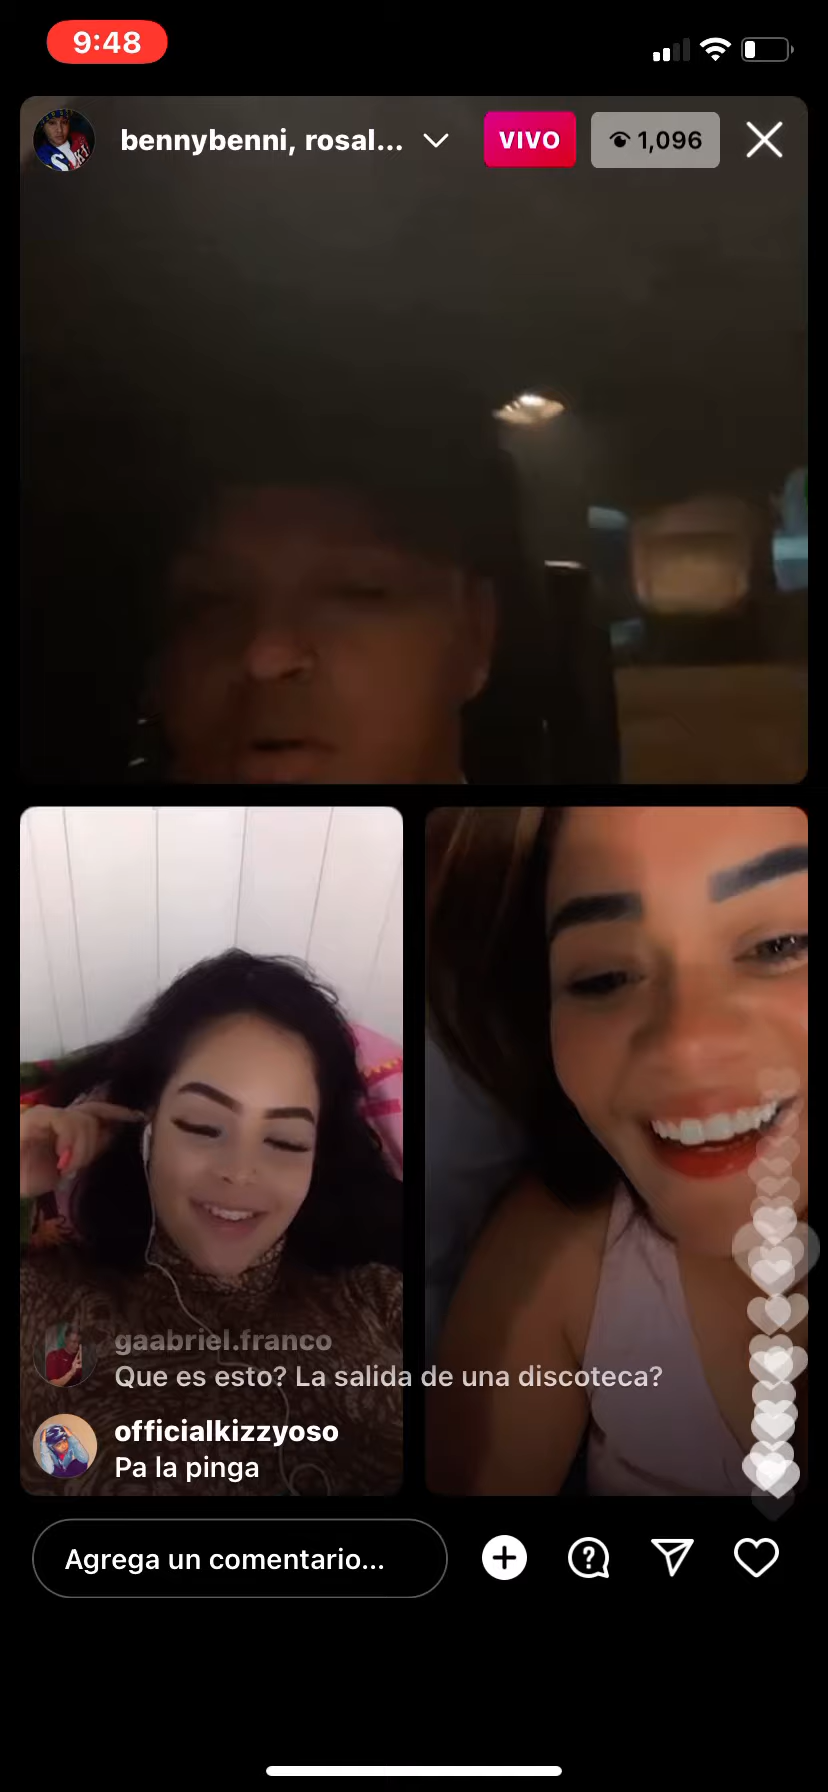 9:48
bennybenni, rosal...
VIVO
1,096
gaabriel.franco
Que es esto? La salida de una discoteca?
officialkizzyoso
Pa la pinga
Agrega un comentario...